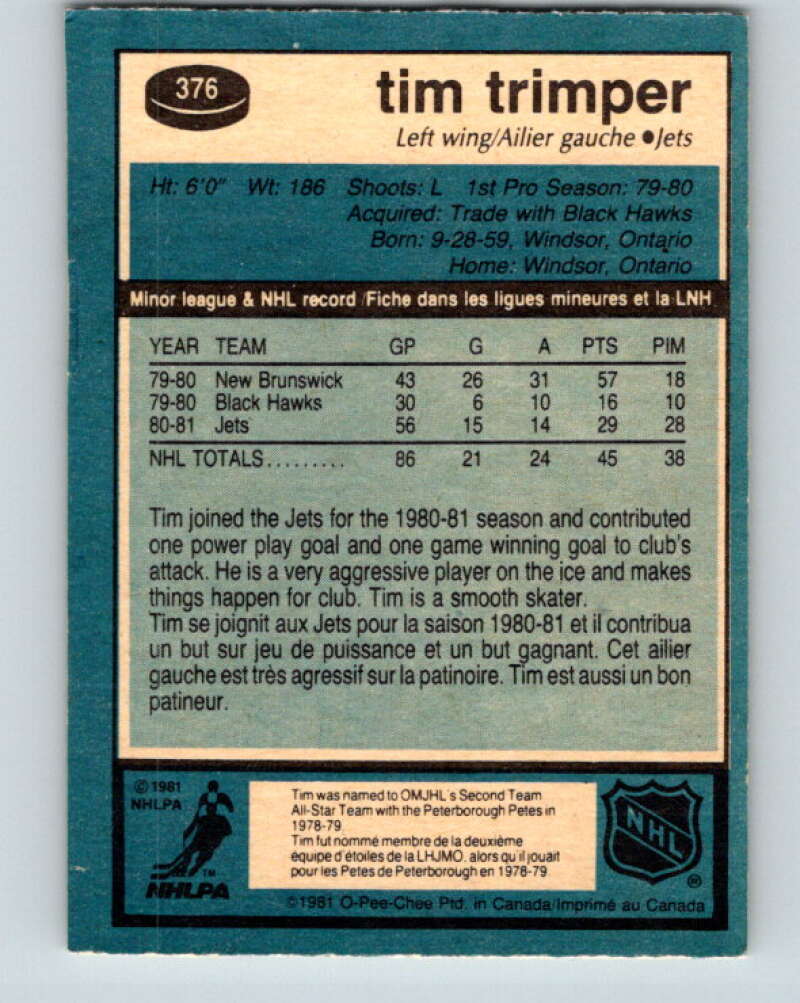 376
tim trimper
Left wing/Ailier gauche ●Jets
Ht: 6'0" Wt: 186 Shoots: L 1st Pro Season: 79-80
Acquired: Trade with Black Hawks
Born: 9-28-59, Windsor, Ontario
Home: Windsor, Ontario
Minor league & NHL record /Fiche dans les ligues mineures et la LNH
YEAR TEAM GP G A PTS PIM
79-80 New Brunswick 43 26 31 57 18
79-80 Black Hawks 30 6 10 16 10
80-81 Jets 56 15 14 29 28
NHL TOTALS......... 86 21 24 45 38
Tim joined the Jets for the 1980-81 season and contributed
one power play goal and one game winning goal to club's
attack. He is a very aggressive player on the ice and makes
things happen for club. Tim is a smooth skater.
Tim se joignit aux Jets pour la saison 1980-81 et il contribua
un but sur jeu de puissance et un but gagnant. Cet ailier
gauche est très agressif sur la patinoire. Tim est aussi un bon
patineur.
© 1981
NHLPA
TM
NHLPA
Tim was named to OMJHL's Second Team
All-Star Team with the Peterborough Petes in
1978-79.
Tim fut nommé membre de la deuxième
équipe d'étoiles de la LHJMO, alors qu'il jouait
pour les Petes de Peterborough en 1978-79.
NHL
®
©1981 O-Pee-Chee Ptd. in Canada/Imprimé au Canada